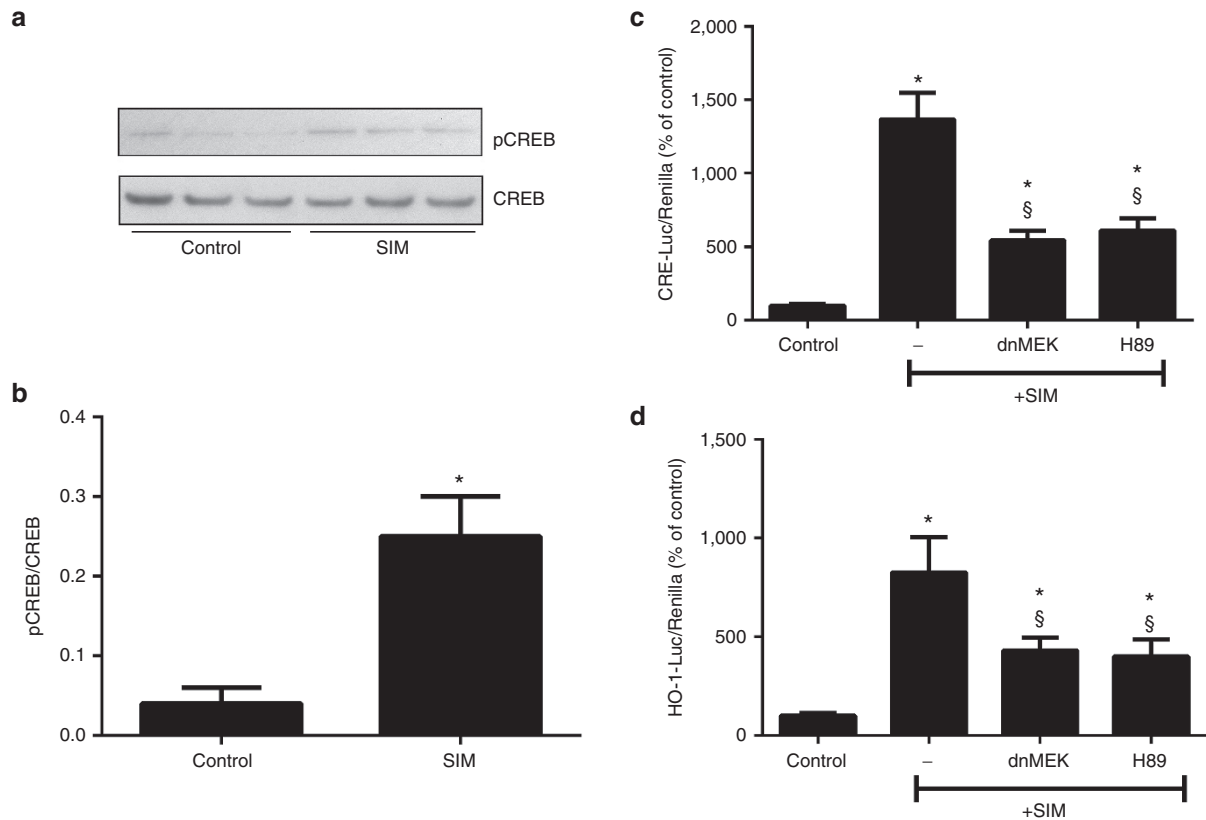 a
pCREB
CREB
Control SIM
b
pCREB/CREB
0.4
0.3
0.2
0.1
0.0
*
Control SIM
c
CRE-Luc/Renilla (% of control)
2,000
1,500
1,000
500
0
*
* *
§ §
Control – dnMEK H89
+SIM
d
HO-1-Luc/Renilla (% of control)
1,500
1,000
500
0
*
* *
§ §
Control – dnMEK H89
+SIM